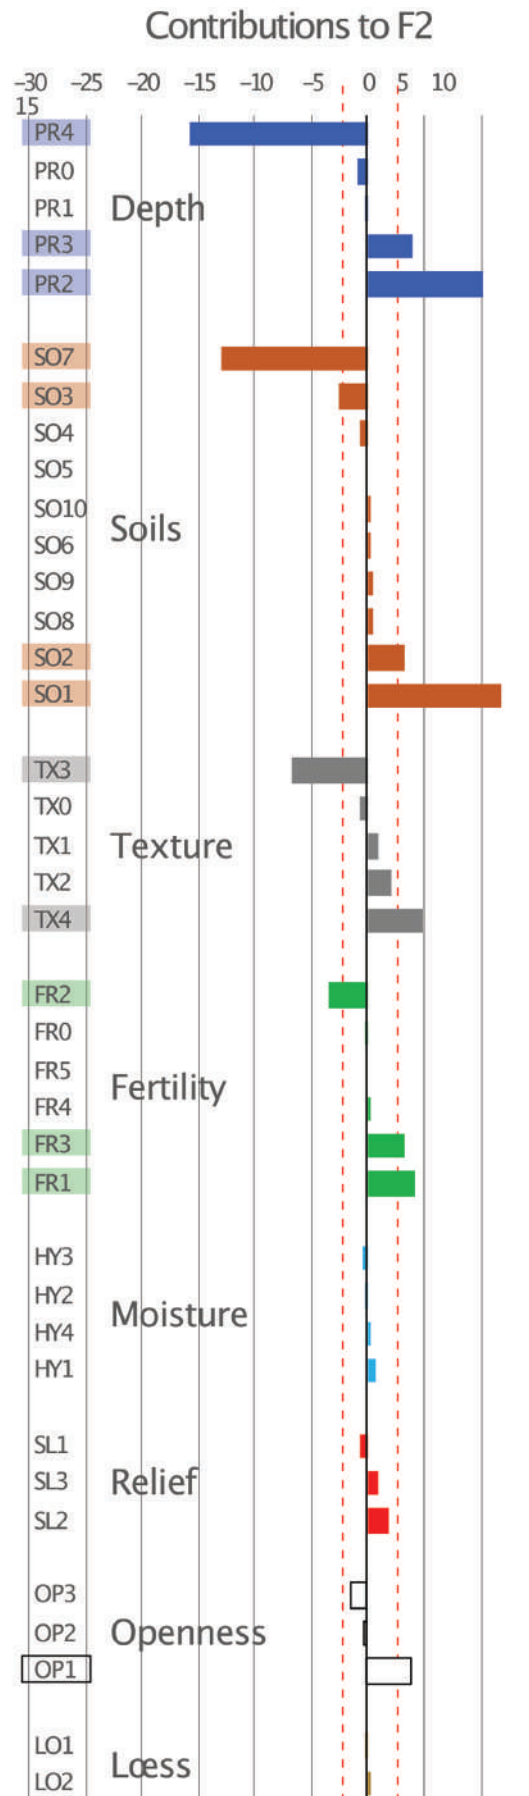 Contributions to F2
−30 −25 −20 −15 −10 −5 0 5 10
15
PR4
PR0
PR1
Depth
PR3
PR2
SO7
SO3
SO4
SO5
SO10
Soils
SO6
SO9
SO8
SO2
SO1
TX3
TX0
TX1
Texture
TX2
TX4
FR2
FR0
FR5
Fertility
FR4
FR3
FR1
HY3
HY2
Moisture
HY4
HY1
SL1
SL3
Relief
SL2
OP3
OP2
Openness
OP1
LO1
Lœss
LO2